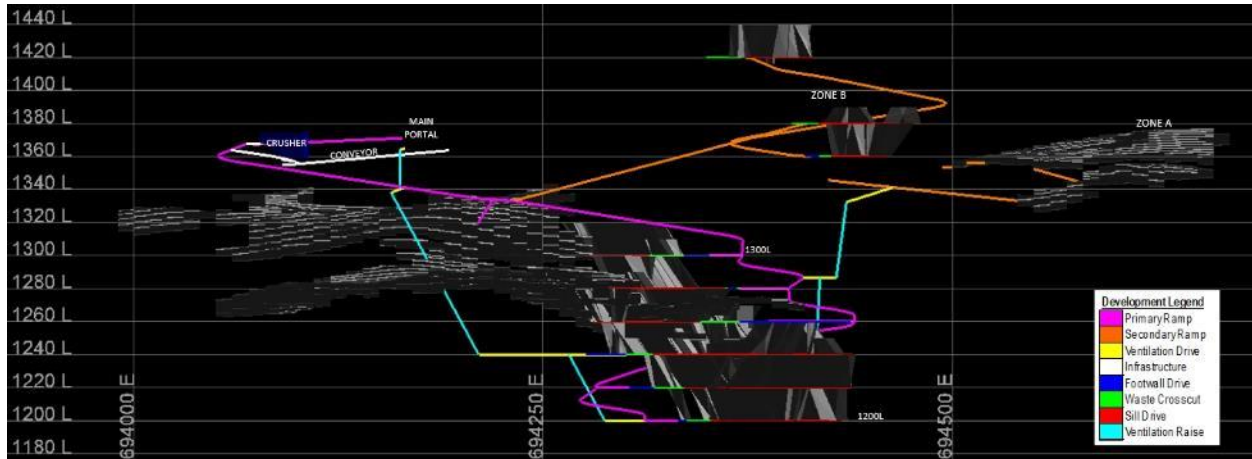 1440 L
1420 L
1400 L
1380 L
1360 L
1340 L
1320 L
1300 L
1280 L
1260 L
1240 L
1220 L
1200 L
1180 L
694000 E
694250 E
694500 E
MAIN
PORTAL
CRUSHER
CONVEYOR
ZONE B
ZONE A
1300L
1200L
Development Legend
Primary Ramp
Secondary Ramp
Ventilation Drive
Infrastructure
Footwall Drive
Waste Crosscut
Sill Drive
Ventilation Raise